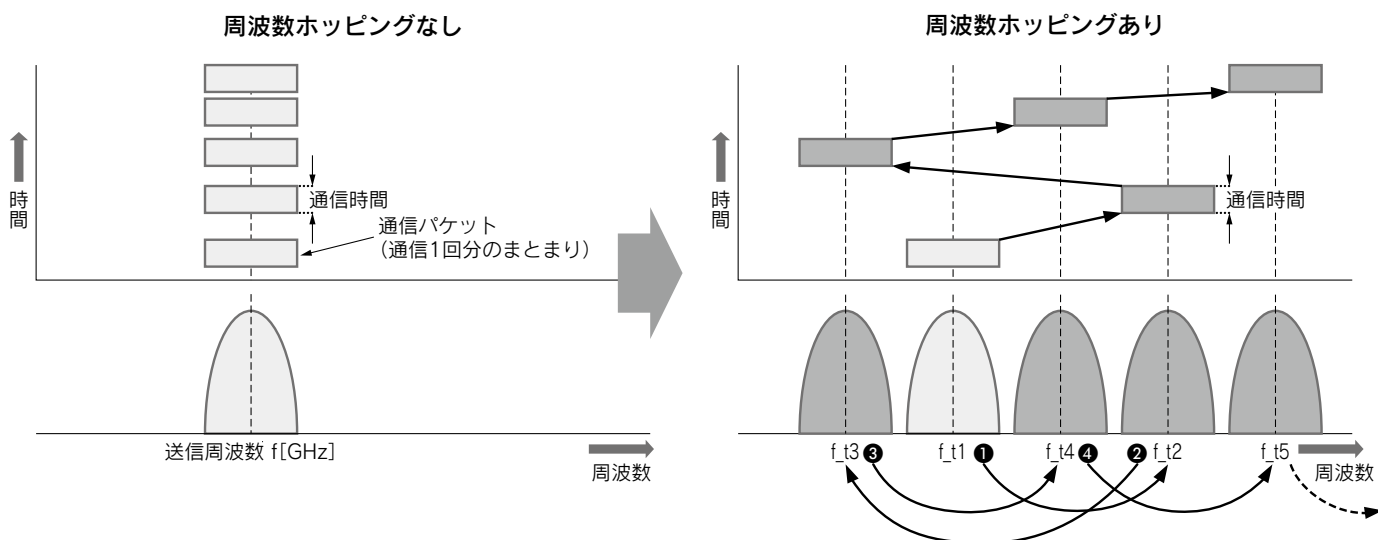 周波数ホッピングなし
時間
通信時間
通信パケット
（通信1回分のまとまり）
送信周波数 f[GHz]
周波数
周波数ホッピングあり
時間
通信時間
f_t3 ❸ f_t1 ❶ f_t4 ❹ ❷ f_t2 f_t5
周波数